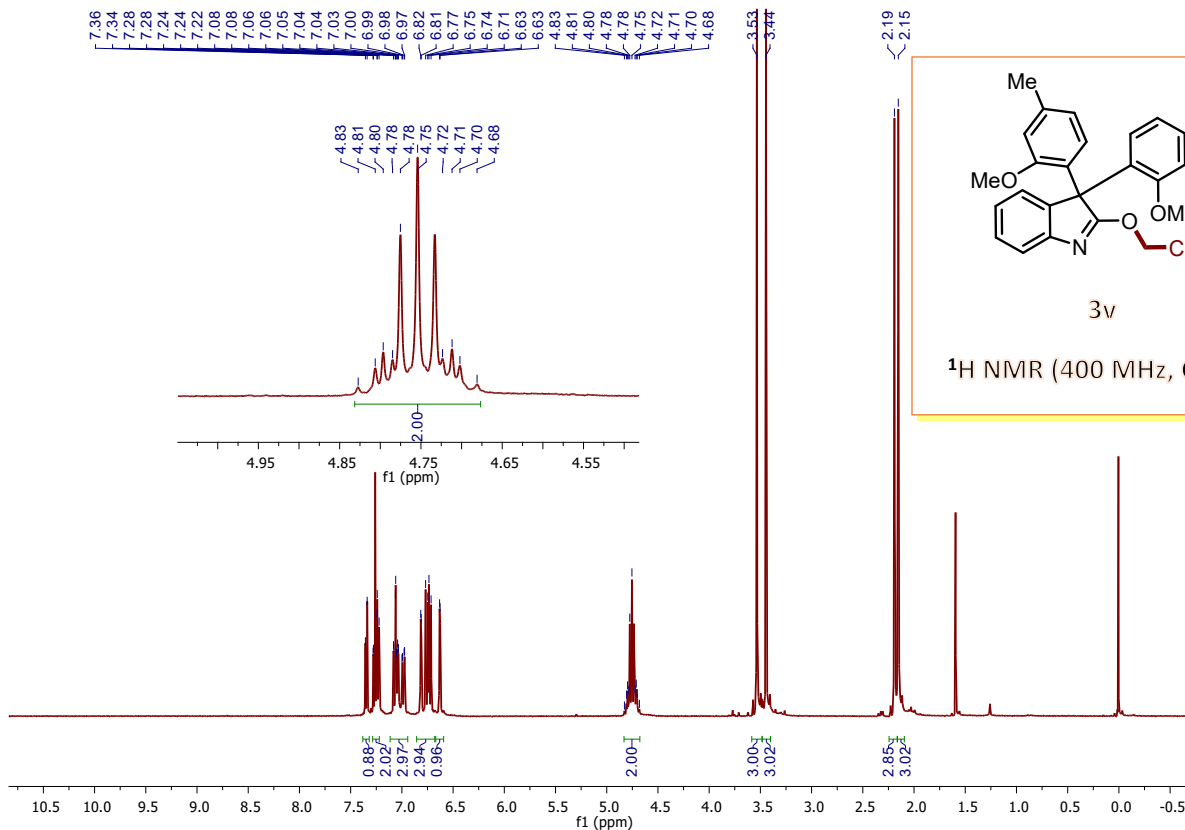 7.36 7.34 7.28 7.28 7.24 7.24 7.22 7.08 7.08 7.06 7.06 7.05 7.04 7.04 7.03 7.00 6.99 6.98 6.97 6.82 6.81 6.77 6.75 6.74 6.71 6.63 6.63 4.83 4.81 4.80 4.78 4.78 4.75 4.72 4.71 4.70 4.68 3.53 3.44 2.19 2.15
4.83 4.81 4.80 4.78 4.78 4.75 4.72 4.71 4.70 4.68
2.00
4.95 4.85 4.75 4.65 4.55
f1 (ppm)
Me
MeO
OM
O
N
C
3v
¹H NMR (400 MHz,
0.88 2.02 2.97 2.94 0.96 2.00 3.00 3.02 2.85 3.02
10.5 10.0 9.5 9.0 8.5 8.0 7.5 7.0 6.5 6.0 5.5 5.0 4.5 4.0 3.5 3.0 2.5 2.0 1.5 1.0 0.5 0.0 -0.5
f1 (ppm)